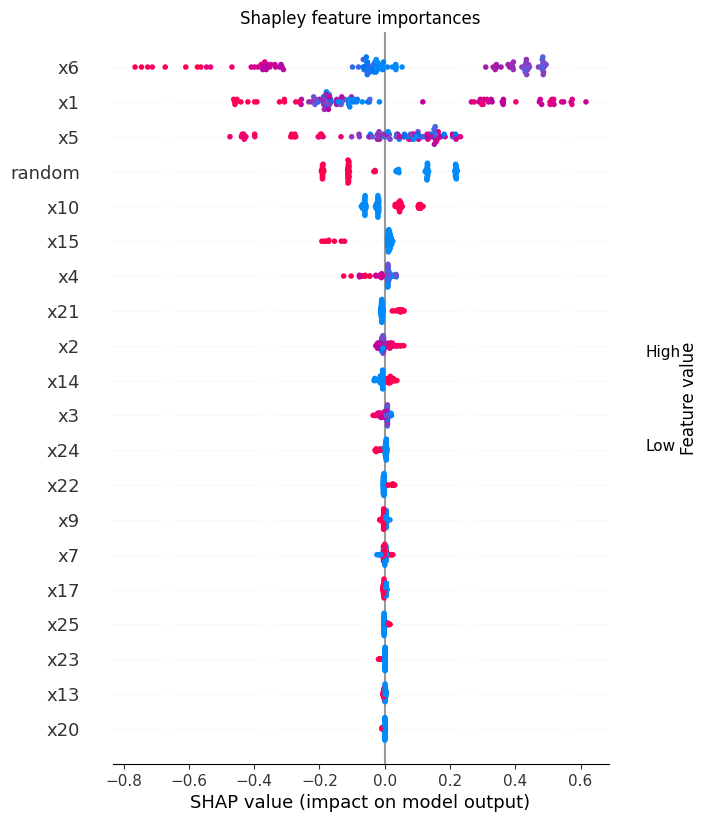 Shapley feature importances
x6
x1
x5
random
x10
x15
x4
x21
x2
x14
x3
x24
x22
x9
x7
x17
x25
x23
x13
x20
High
Low
Feature value
−0.8 −0.6 −0.4 −0.2 0.0 0.2 0.4 0.6
SHAP value (impact on model output)